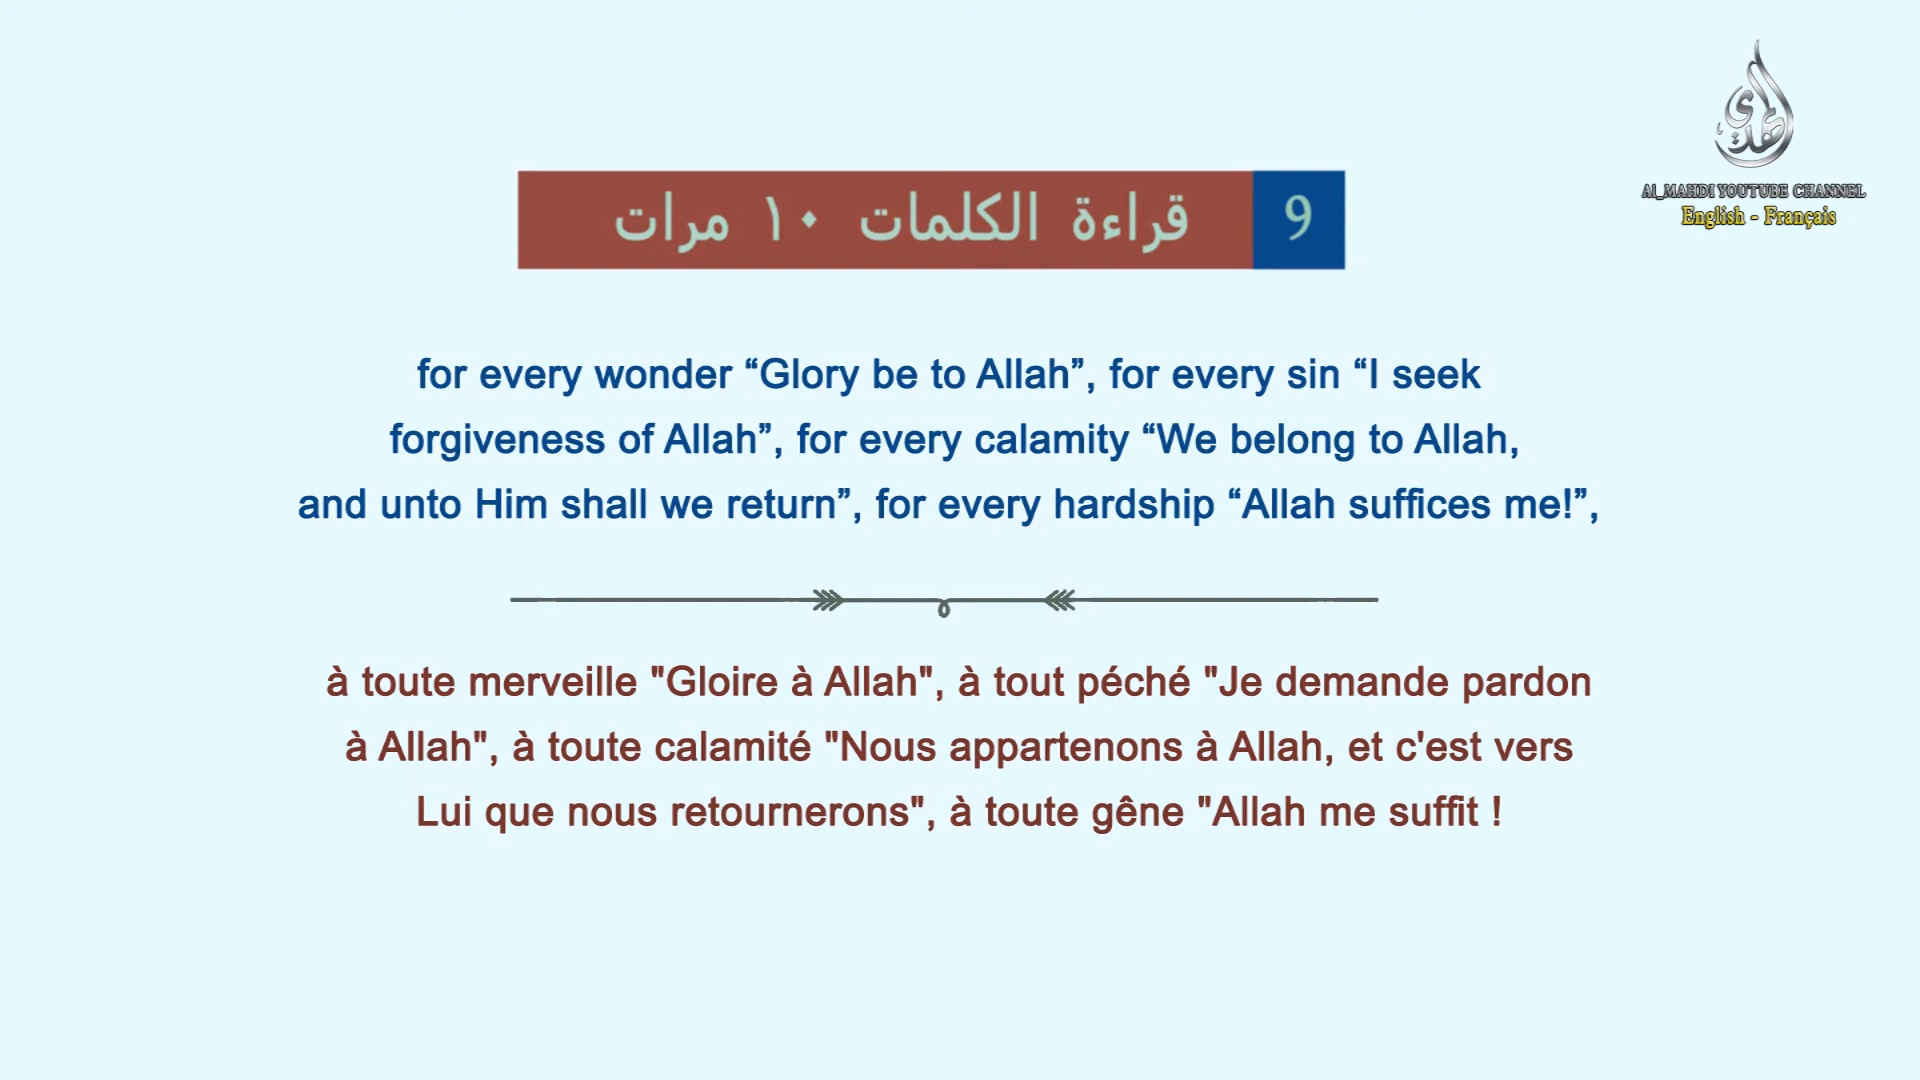 المهدي
Al_MAHDI YOUTUBE CHANNEL
English - Français
9 قراءة الكلمات ١٠ مرات
for every wonder “Glory be to Allah”, for every sin “I seek
forgiveness of Allah”, for every calamity “We belong to Allah,
and unto Him shall we return”, for every hardship “Allah suffices me!”,
à toute merveille "Gloire à Allah", à tout péché "Je demande pardon
à Allah", à toute calamité "Nous appartenons à Allah, et c'est vers
Lui que nous retournerons", à toute gêne "Allah me suffit !